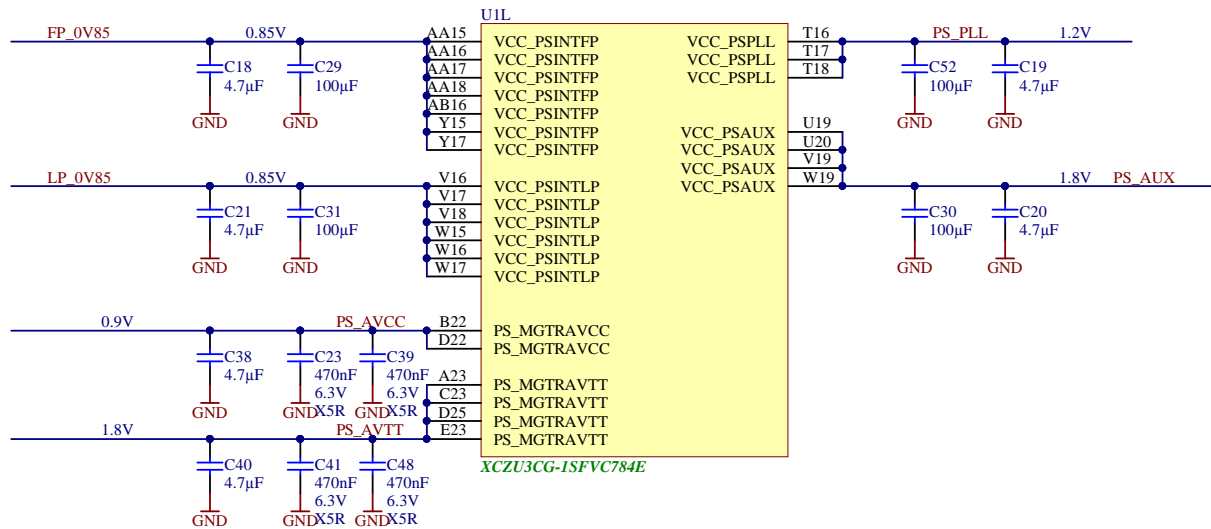 U1L
FP_0V85 0.85V AA15 VCC_PSINTFP VCC_PSPLL T16 PS_PLL 1.2V
AA16 VCC_PSINTFP VCC_PSPLL T17
C18 C29 AA17 VCC_PSINTFP VCC_PSPLL T18 C52 C19
4.7µF 100µF AA18 VCC_PSINTFP 100µF 4.7µF
AB16 VCC_PSINTFP
GND GND GND GND
Y15 VCC_PSINTFP VCC_PSAUX U19
Y17 VCC_PSINTFP VCC_PSAUX U20
VCC_PSAUX V19
LP_0V85 0.85V V16 VCC_PSINTLP VCC_PSAUX W19 1.8V PS_AUX
V17 VCC_PSINTLP
C21 C31 V18 VCC_PSINTLP C30 C20
4.7µF 100µF W15 VCC_PSINTLP 100µF 4.7µF
W16 VCC_PSINTLP
GND GND GND GND
W17 VCC_PSINTLP
0.9V PS_AVCC B22 PS_MGTRAVCC
D22 PS_MGTRAVCC
C38 C23 C39
4.7µF 470nF 470nF
A23 PS_MGTRAVTT
6.3V 6.3V
C23 PS_MGTRAVTT
GND GND X5R GND X5R
D25 PS_MGTRAVTT
1.8V PS_AVTT E23 PS_MGTRAVTT
C40 C41 C48 XCZU3CG-1SFVC784E
4.7µF 470nF 470nF
6.3V 6.3V
GND GND X5R GND X5R